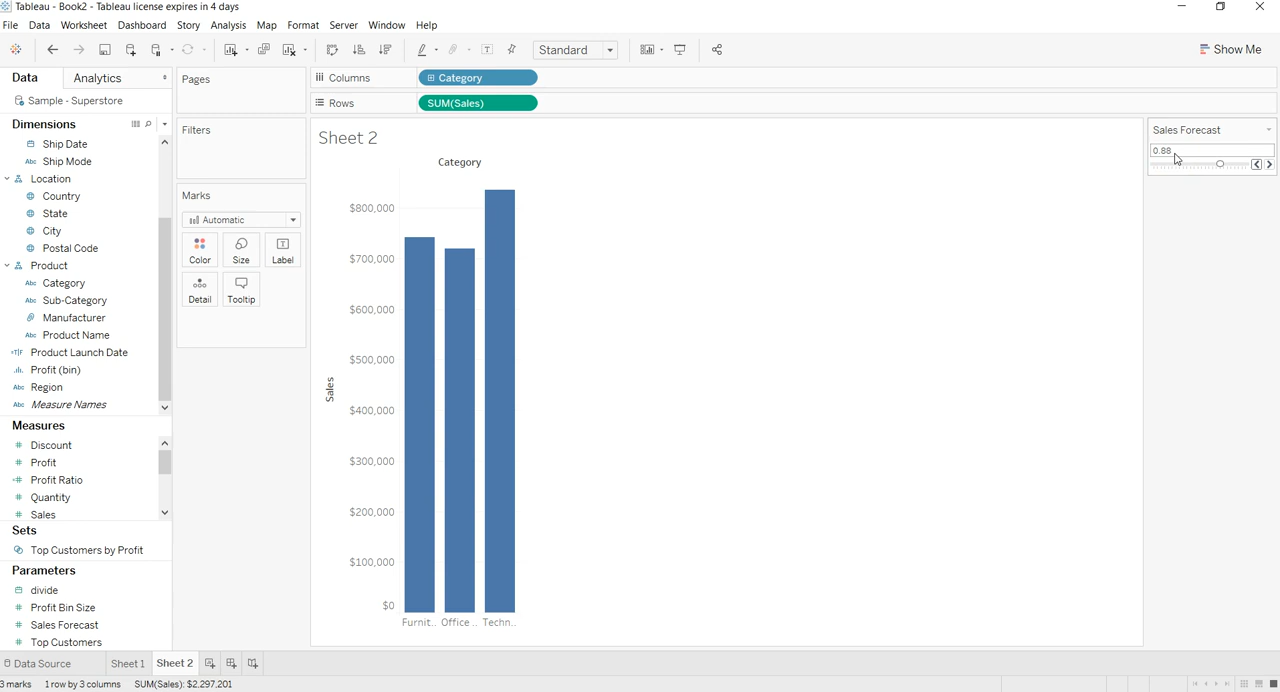 Tableau - Book2 - Tableau license expires in 4 days
File Data Worksheet Dashboard Story Analysis Map Format Server Window Help
Standard
Show Me
Data Analytics
Sample - Superstore
Dimensions
Abc
Ship Date
Abc Ship Mode
Location
Country
State
City
Postal Code
Product
Abc Category
Abc Sub-Category
Manufacturer
Abc Product Name
=T|F Product Launch Date
Profit (bin)
Abc Region
Abc Measure Names
Measures
# Discount
# Profit
=# Profit Ratio
# Quantity
# Sales
Sets
Top Customers by Profit
Parameters
divide
# Profit Bin Size
# Sales Forecast
# Top Customers
Pages
Filters
Marks
Automatic
Color Size Label
Detail Tooltip
Columns Category
Rows SUM(Sales)
Sheet 2
Category
Sales
$800,000
$700,000
$600,000
$500,000
$400,000
$300,000
$200,000
$100,000
$0
Furnit.. Office .. Techn..
Sales Forecast
0.88
Data Source Sheet 1 Sheet 2
3 marks 1 row by 3 columns SUM(Sales): $2,297,201